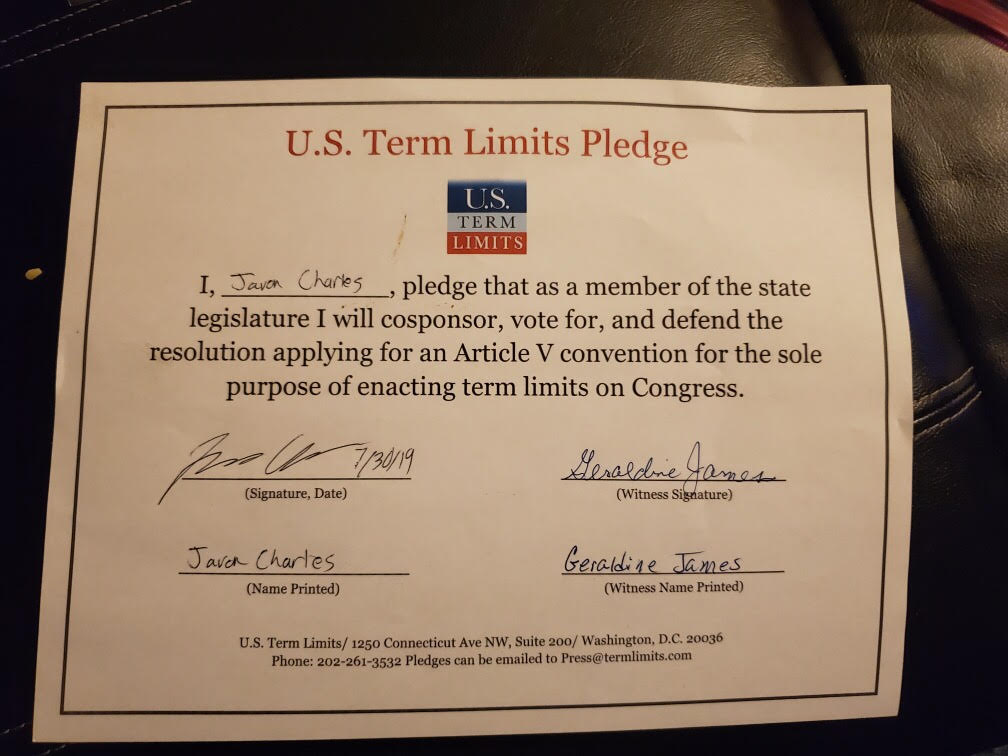 U.S. Term Limits Pledge
U.S.
TERM
LIMITS
I, Javon Charles, pledge that as a member of the state
legislature I will cosponsor, vote for, and defend the
resolution applying for an Article V convention for the sole
purpose of enacting term limits on Congress.
7/30/19 Geraldine James
(Signature, Date) (Witness Signature)
Javon Charles Geraldine James
(Name Printed) (Witness Name Printed)
U.S. Term Limits/ 1250 Connecticut Ave NW, Suite 200/ Washington, D.C. 20036
Phone: 202-261-3532 Pledges can be emailed to Press@termlimits.com